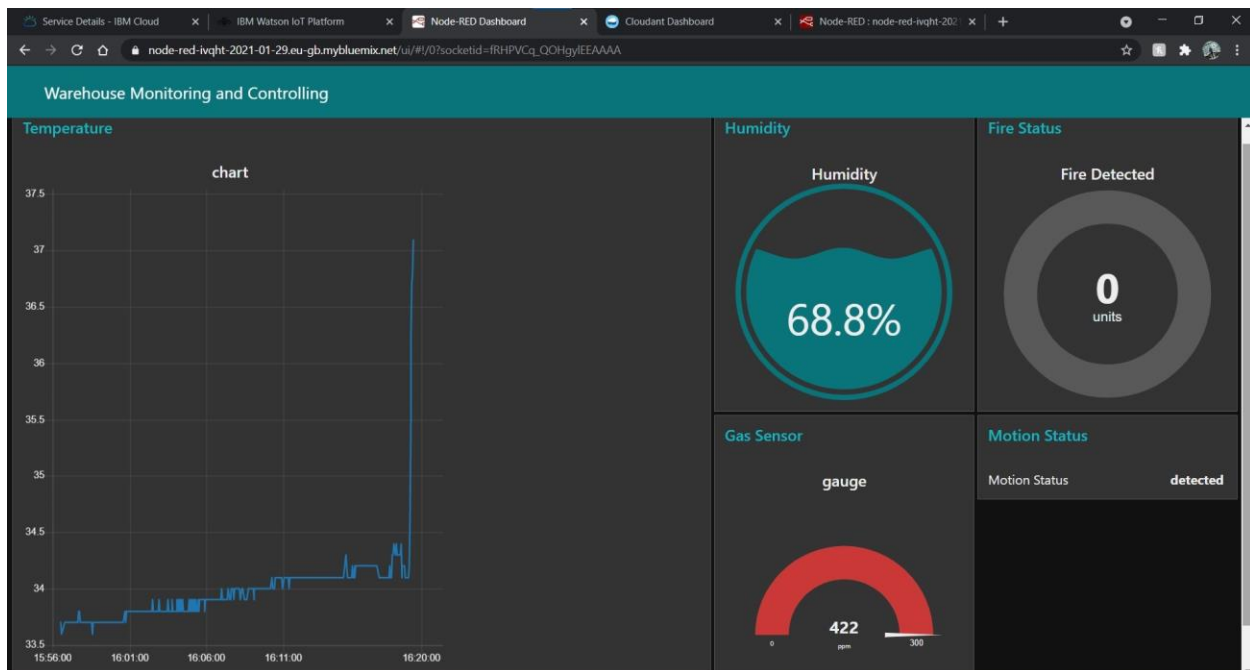 Service Details - IBM Cloud
IBM Watson IoT Platform
Node-RED Dashboard
Cloudant Dashboard
Node-RED : node-red-ivqht-202
node-red-ivqht-2021-01-29.eu-gb.mybluemix.net/ui/#!/0?socketid=fRHPVCq_QOHgylEEAAAA
Warehouse Monitoring and Controlling
Temperature
chart
37.5
37
36.5
36
35.5
35
34.5
34
33.5
15:56:00
16:01:00
16:06:00
16:11:00
16:20:00
Humidity
Humidity
68.8%
Fire Status
Fire Detected
0
units
Gas Sensor
gauge
422
ppm
0
300
Motion Status
Motion Status detected